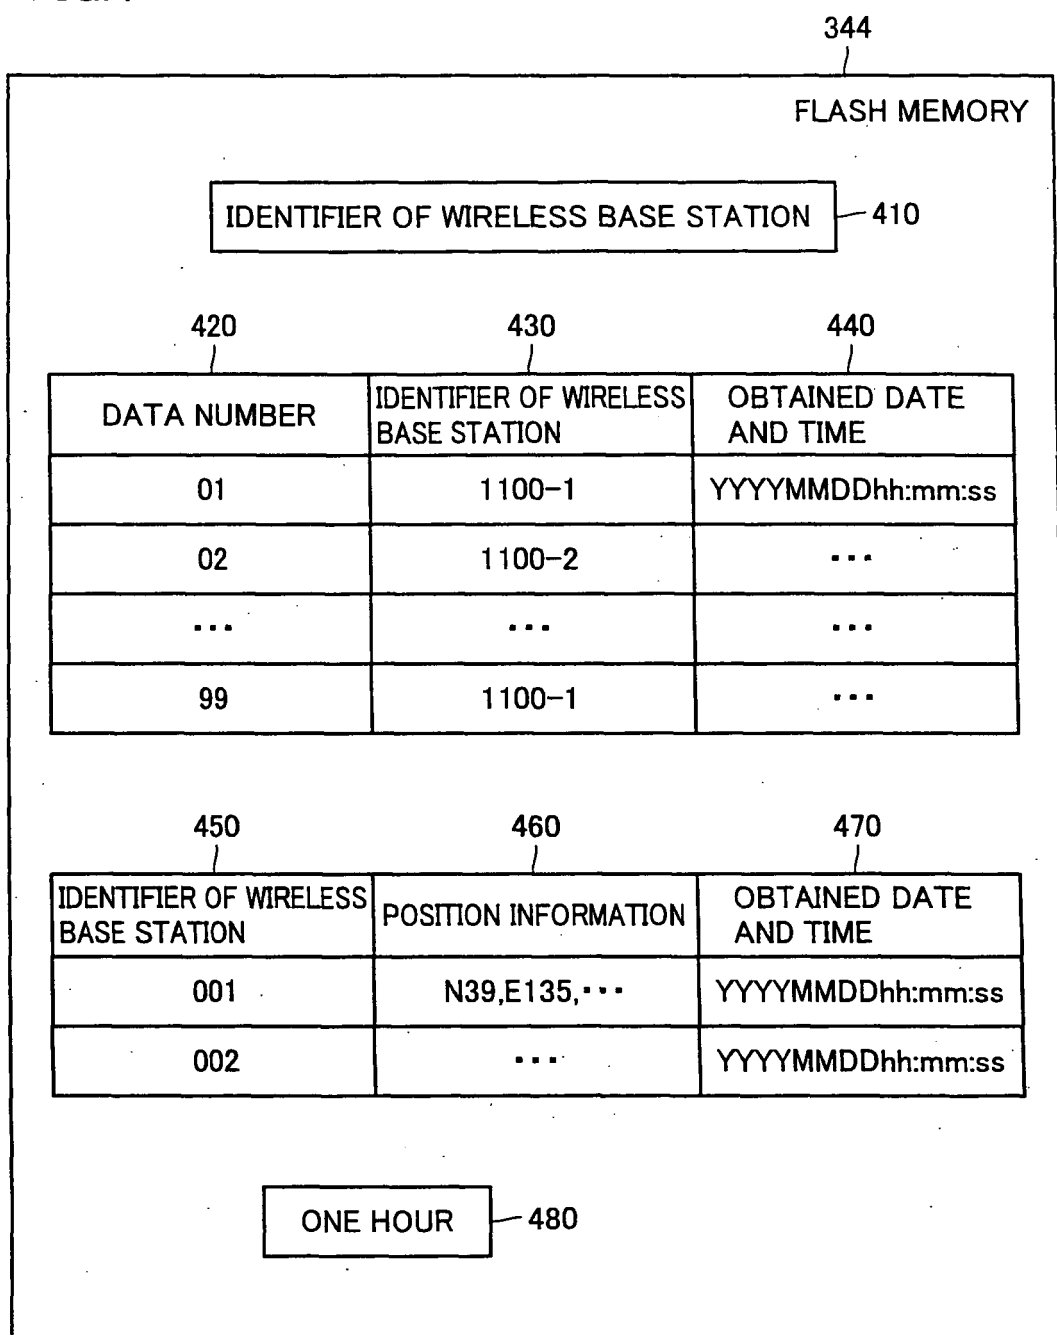 344
FLASH MEMORY
IDENTIFIER OF WIRELESS BASE STATION 410
420 430 440
DATA NUMBER IDENTIFIER OF WIRELESS BASE STATION OBTAINED DATE AND TIME
01 1100-1 YYYYMMDDhh:mm:ss
02 1100-2 ···
··· ··· ···
99 1100-1 ···
450 460 470
IDENTIFIER OF WIRELESS BASE STATION POSITION INFORMATION OBTAINED DATE AND TIME
001 N39,E135,··· YYYYMMDDhh:mm:ss
002 ··· YYYYMMDDhh:mm:ss
ONE HOUR 480